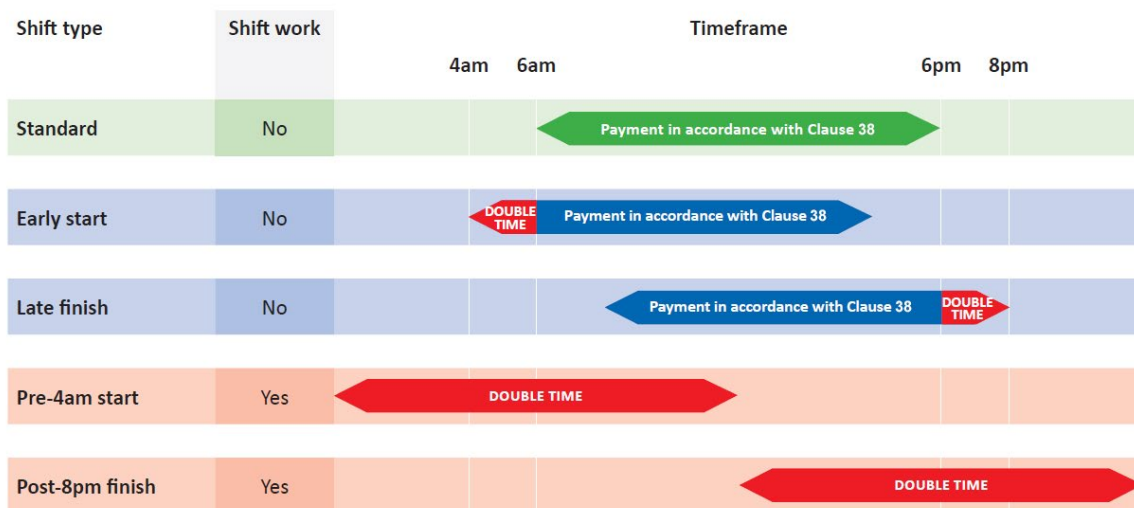 Shift type Shift work Timeframe
4am 6am 6pm 8pm
Standard No Payment in accordance with Clause 38
Early start No DOUBLE TIME Payment in accordance with Clause 38
Late finish No Payment in accordance with Clause 38 DOUBLE TIME
Pre-4am start Yes DOUBLE TIME
Post-8pm finish Yes DOUBLE TIME